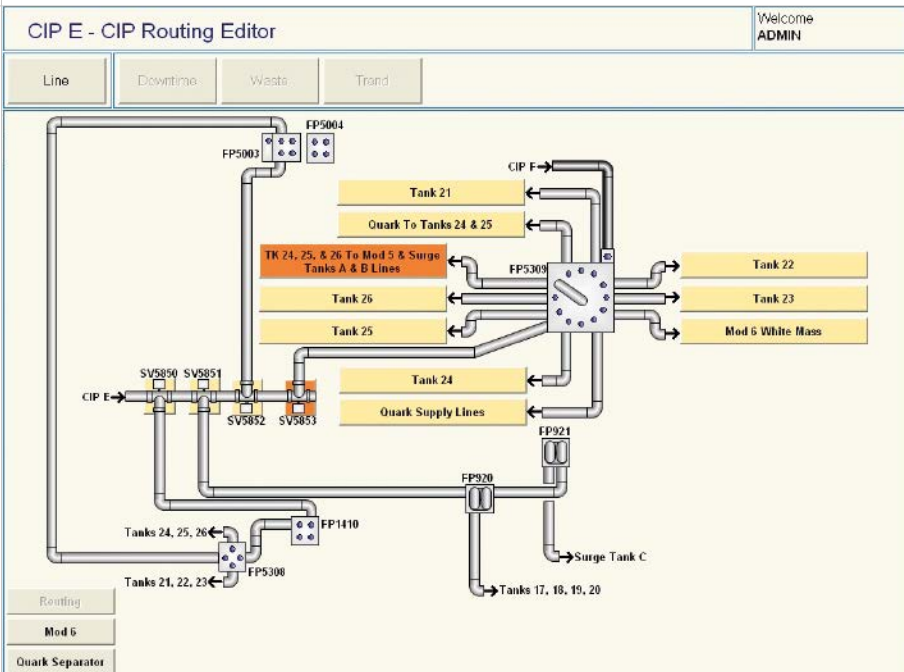 CIP E - CIP Routing Editor
Welcome
ADMIN
Line
Downtime
Waste
Trend
FP5004
FP5003
CIP F
Tank 21
Quark To Tanks 24 & 25
TK 24, 25, & 26 To Mod 5 & Surge
Tanks A & B Lines
FP5309
Tank 22
Tank 26
Tank 23
Tank 25
Mod 6 White Mass
SV5850
SV5851
Tank 24
CIP E
SV5852
SV5853
Quark Supply Lines
FP921
FP920
Tanks 24, 25, 26
FP1410
Surge Tank C
FP5308
Tanks 21, 22, 23
Tanks 17, 18, 19, 20
Routing
Mod 6
Quark Separator